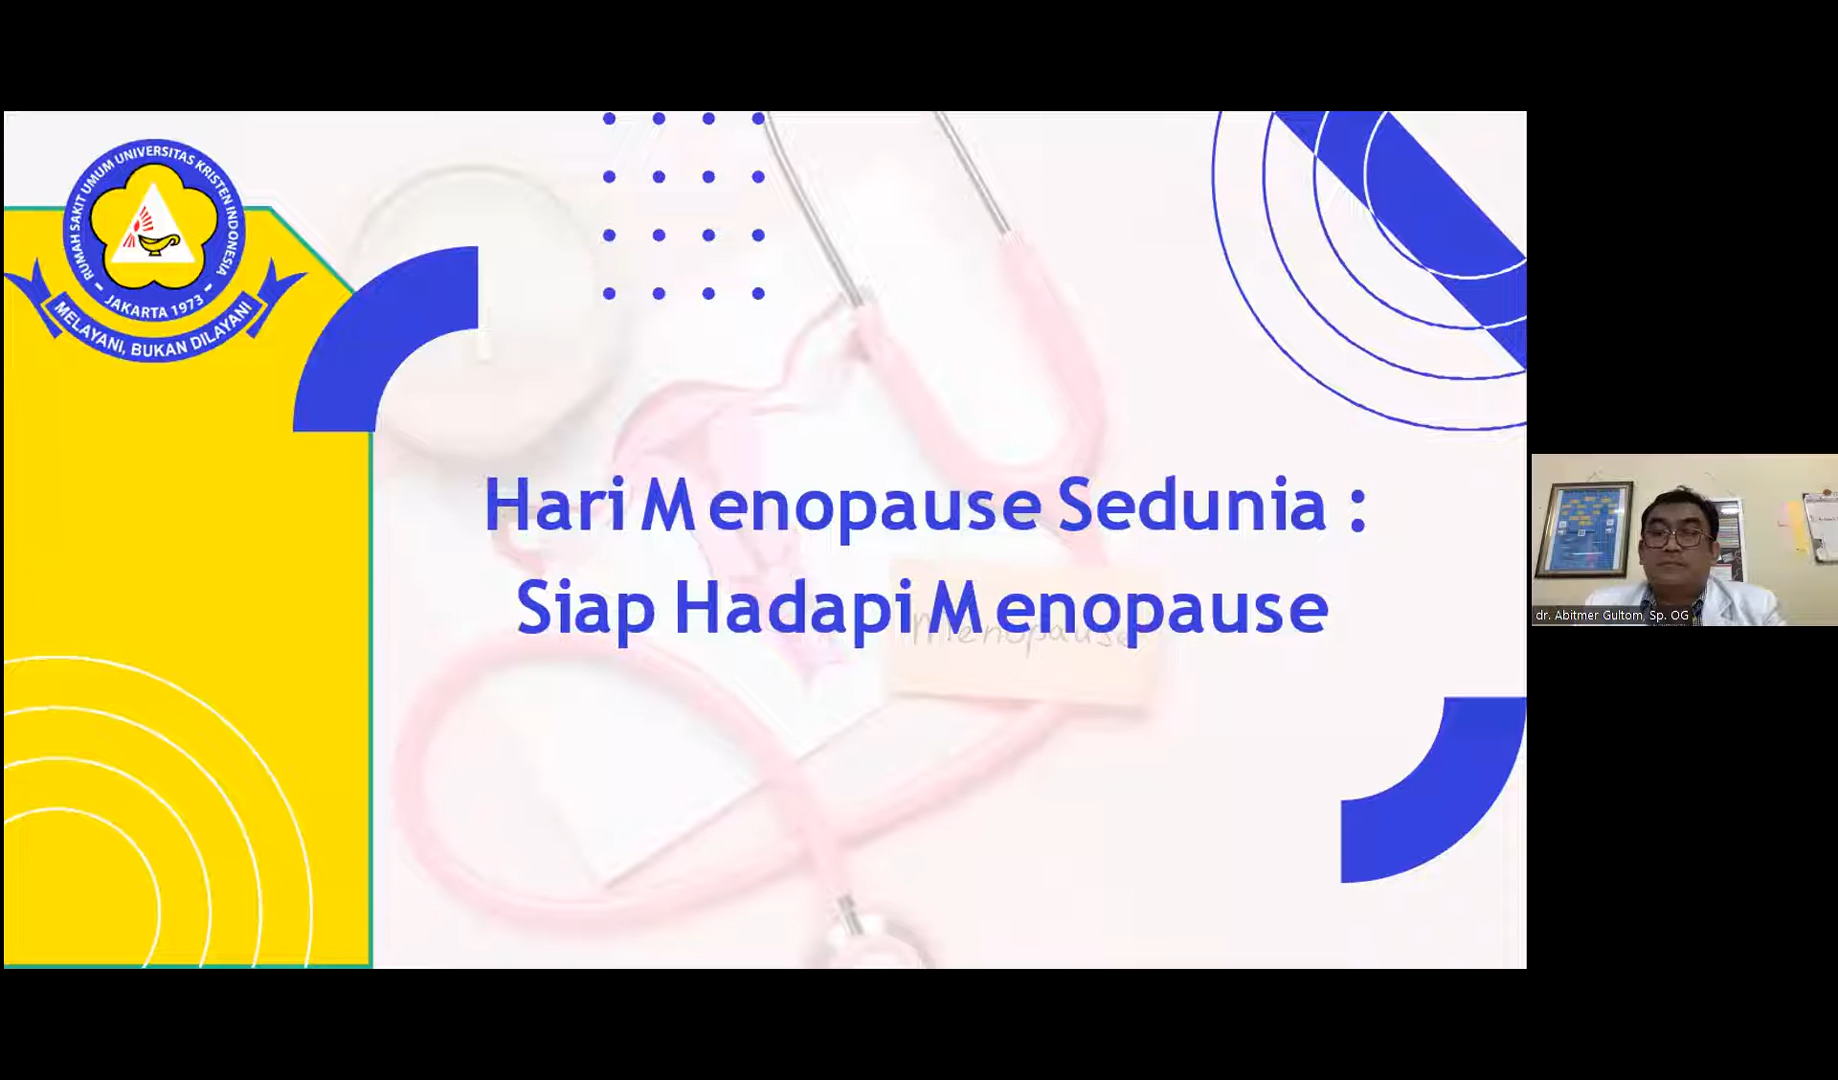 RUMAH SAKIT UMUM UNIVERSITAS KRISTEN INDONESIA
- JAKARTA 1973 -
MELAYANI, BUKAN DILAYANI
Hari Menopause Sedunia :
Siap Hadapi Menopause
Menopause
dr. Abitmer Gultom, Sp. OG